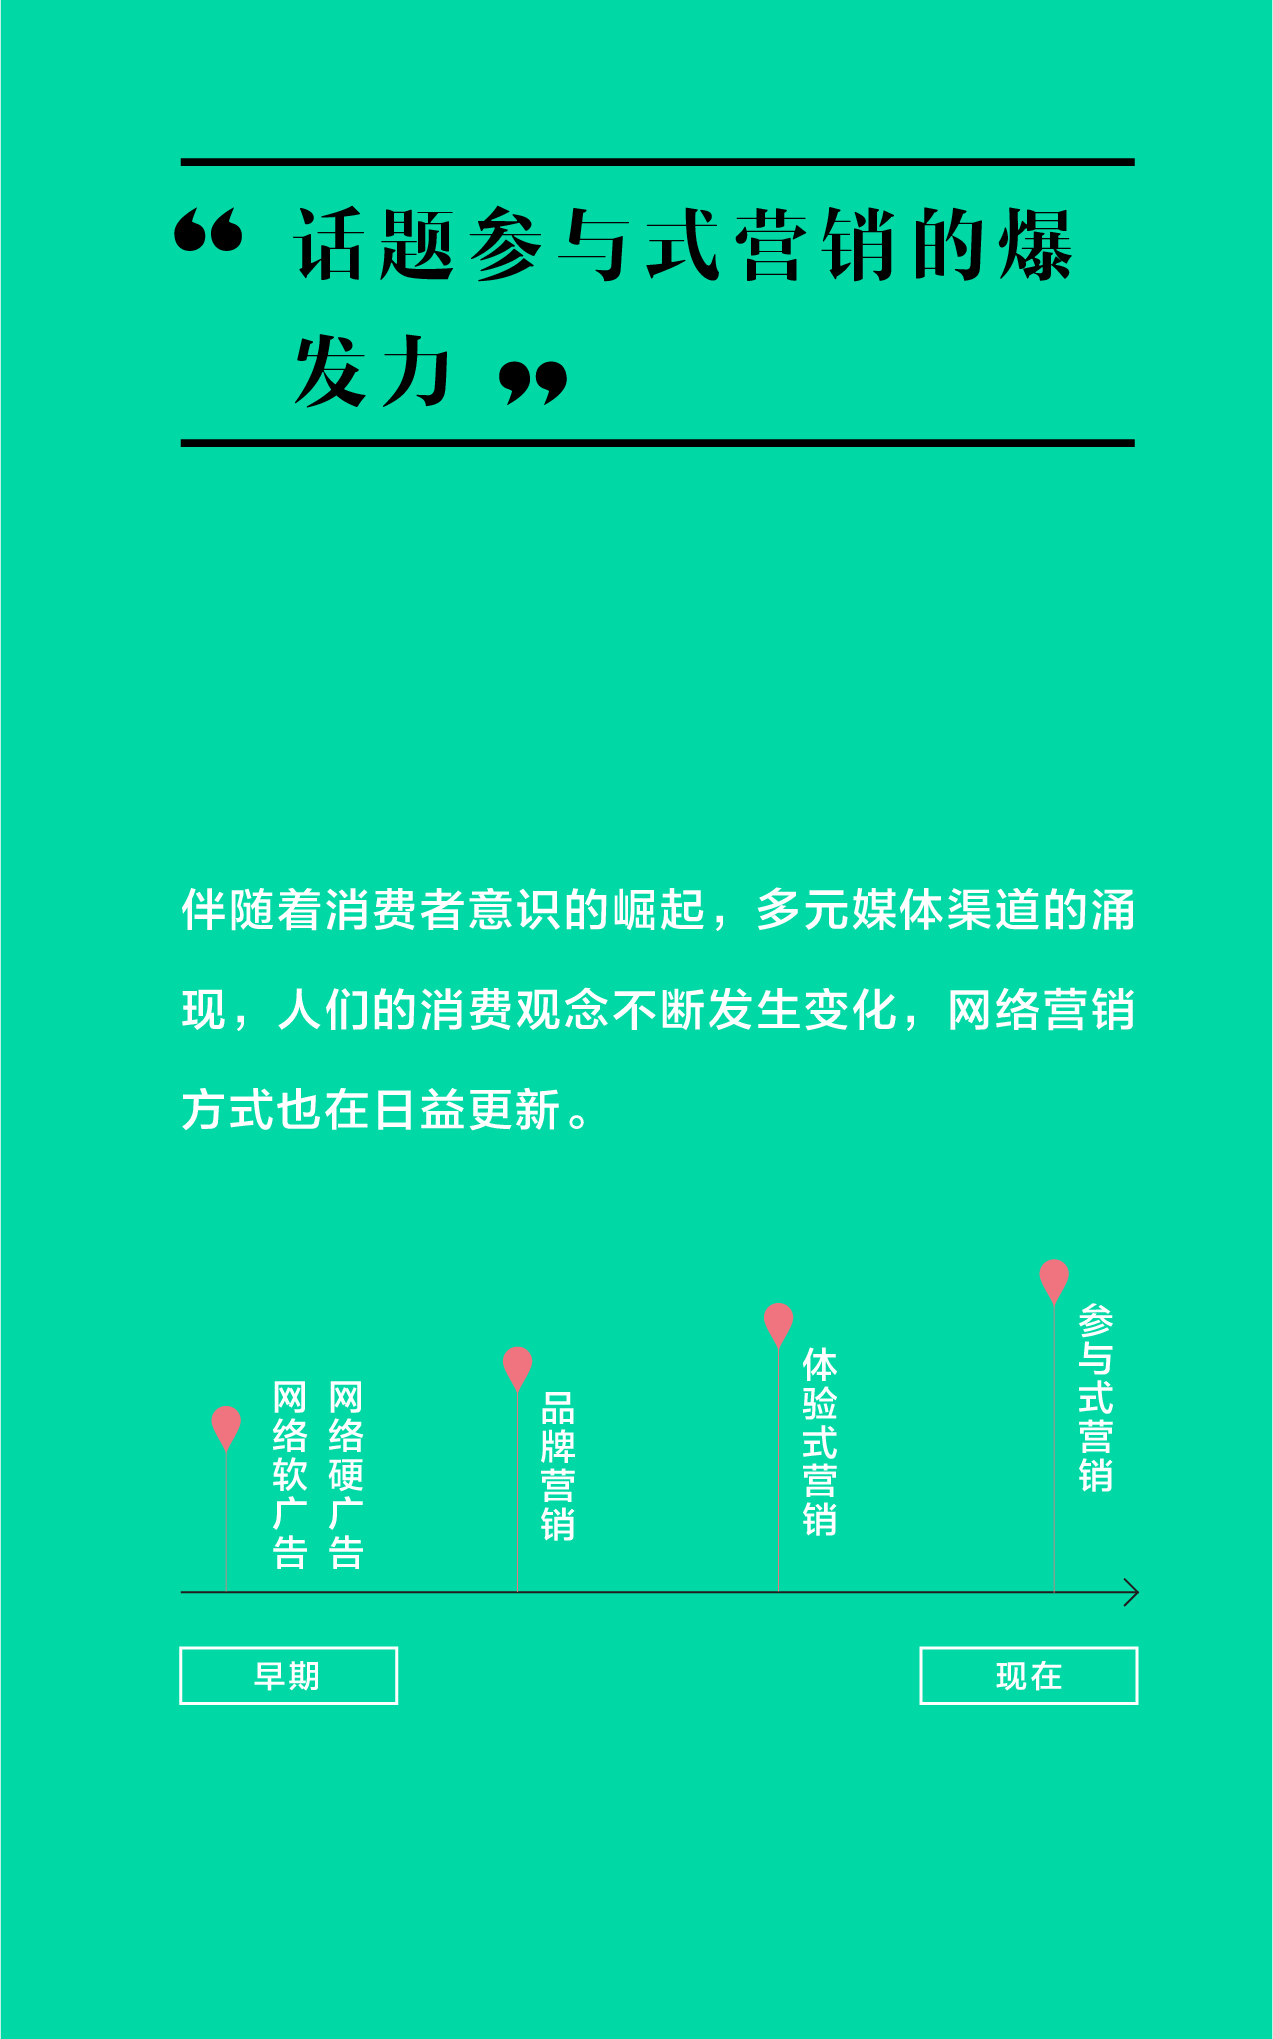 “ 话题参与式营销的爆
发力 ”
伴随着消费者意识的崛起，多元媒体渠道的涌
现，人们的消费观念不断发生变化，网络营销
方式也在日益更新。
网络软广告
网络硬广告
品牌营销
体验式营销
参与式营销
早期
现在